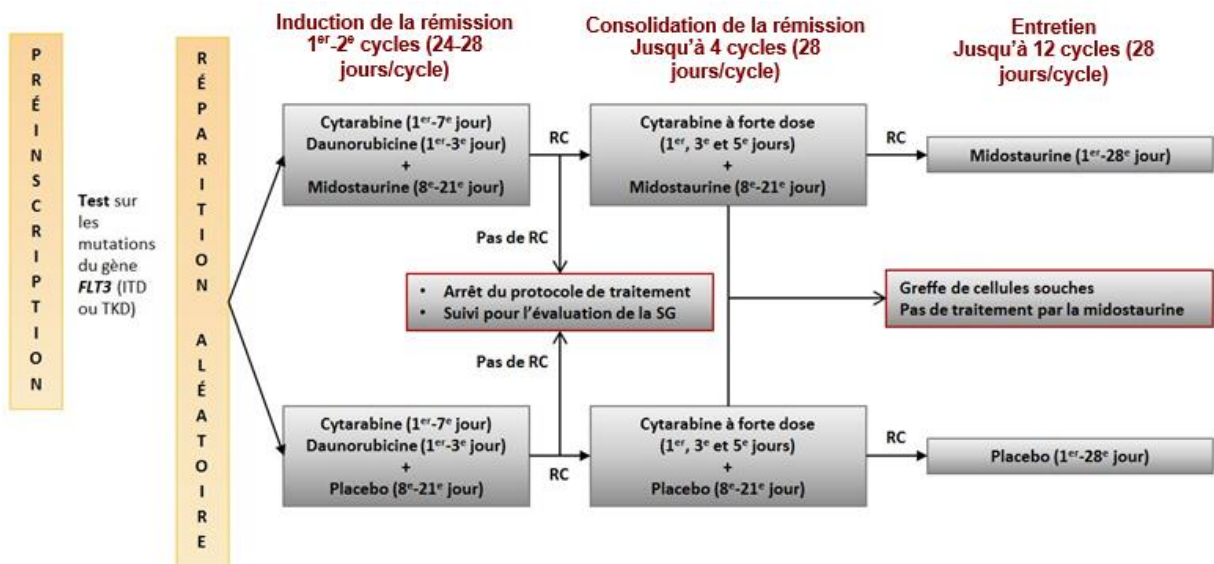 PRÉINSCRIPTION
Test sur
les
mutations
du gène
FLT3 (ITD
ou TKD)
RÉPARITION ALÉATOIRE
Induction de la rémission
1er-2e cycles (24-28
jours/cycle)
Consolidation de la rémission
Jusqu'à 4 cycles (28
jours/cycle)
Entretien
Jusqu'à 12 cycles (28
jours/cycle)
Cytarabine (1er-7e jour)
Daunorubicine (1er-3e jour)
+
Midostaurine (8e-21e jour)
RC
Cytarabine à forte dose
(1er, 3e et 5e jours)
+
Midostaurine (8e-21e jour)
RC
Midostaurine (1er-28e jour)
Pas de RC
• Arrêt du protocole de traitement
• Suivi pour l'évaluation de la SG
Greffe de cellules souches
Pas de traitement par la midostaurine
Pas de RC
Cytarabine (1er-7e jour)
Daunorubicine (1er-3e jour)
+
Placebo (8e-21e jour)
RC
Cytarabine à forte dose
(1er, 3e et 5e jours)
+
Placebo (8e-21e jour)
RC
Placebo (1er-28e jour)